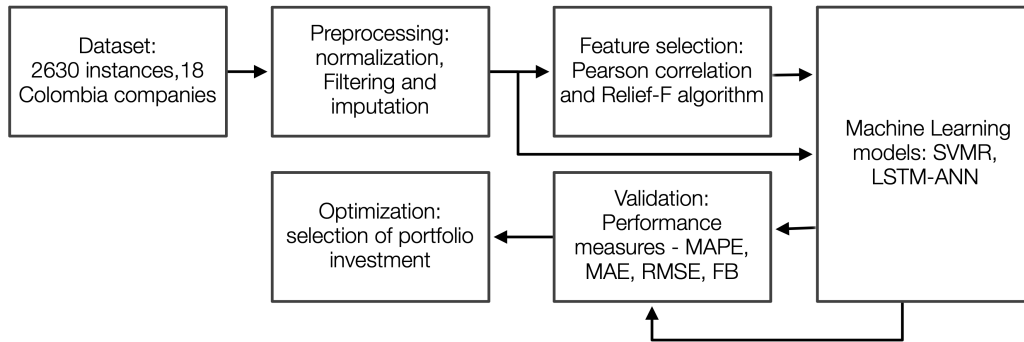 Dataset:
2630 instances,18
Colombia companies
Preprocessing:
normalization,
Filtering and
imputation
Feature selection:
Pearson correlation
and Relief-F algorithm
Machine Learning
models: SVMR,
LSTM-ANN
Validation:
Performance
measures - MAPE,
MAE, RMSE, FB
Optimization:
selection of portfolio
investment